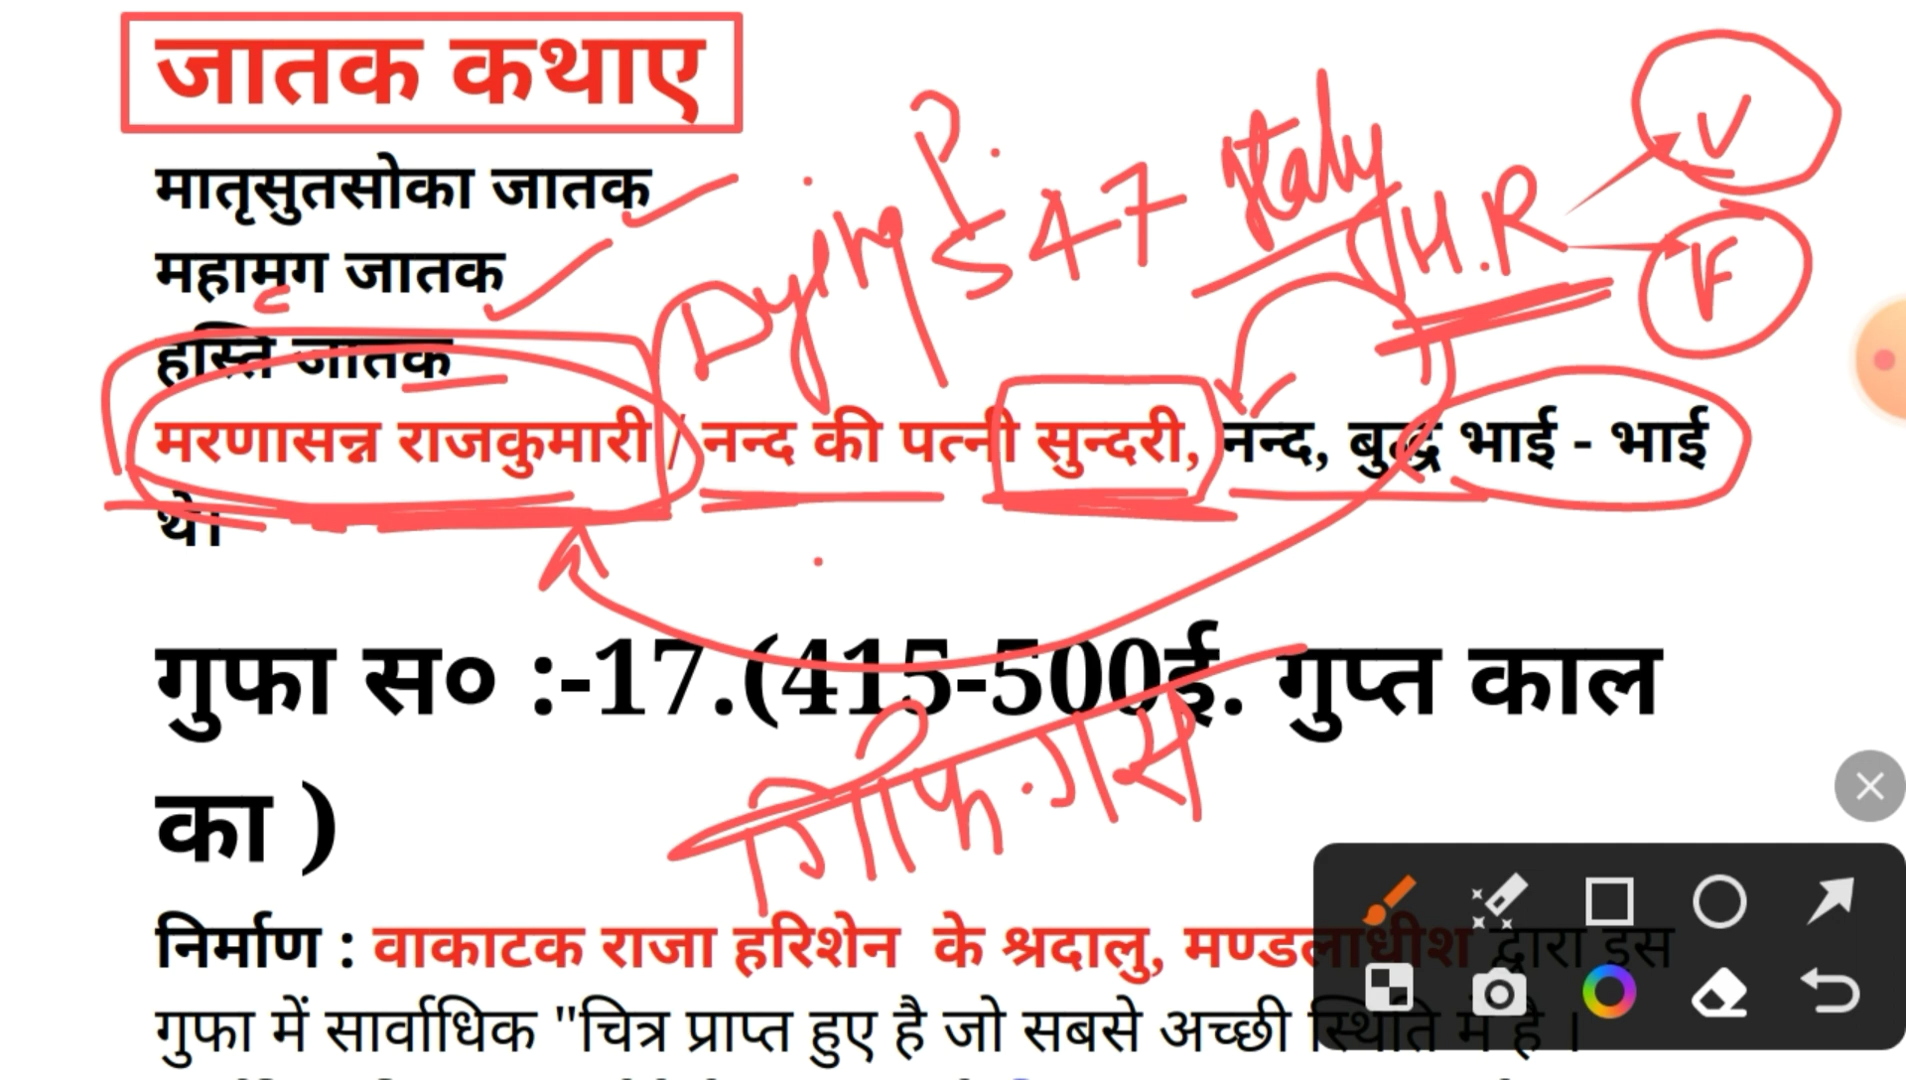 जातक कथाए
मातृसुतसोका जातक
महामृग जातक
हस्ति जातक
Dying P. 547 Italy H.R V
F
मरणासन्न राजकुमारी / नन्द की पत्नी सुन्दरी, नन्द, बुद्ध भाई - भाई
थे।
गुफा स० :-17.(415-500ई. गुप्त काल
का )
निर्माण : वाकाटक राजा हरिशेन के श्रदालु, मण्डलाधीश द्वारा इस
गुफा में सार्वाधिक "चित्र प्राप्त हुए है जो सबसे अच्छी स्थिति में है ।